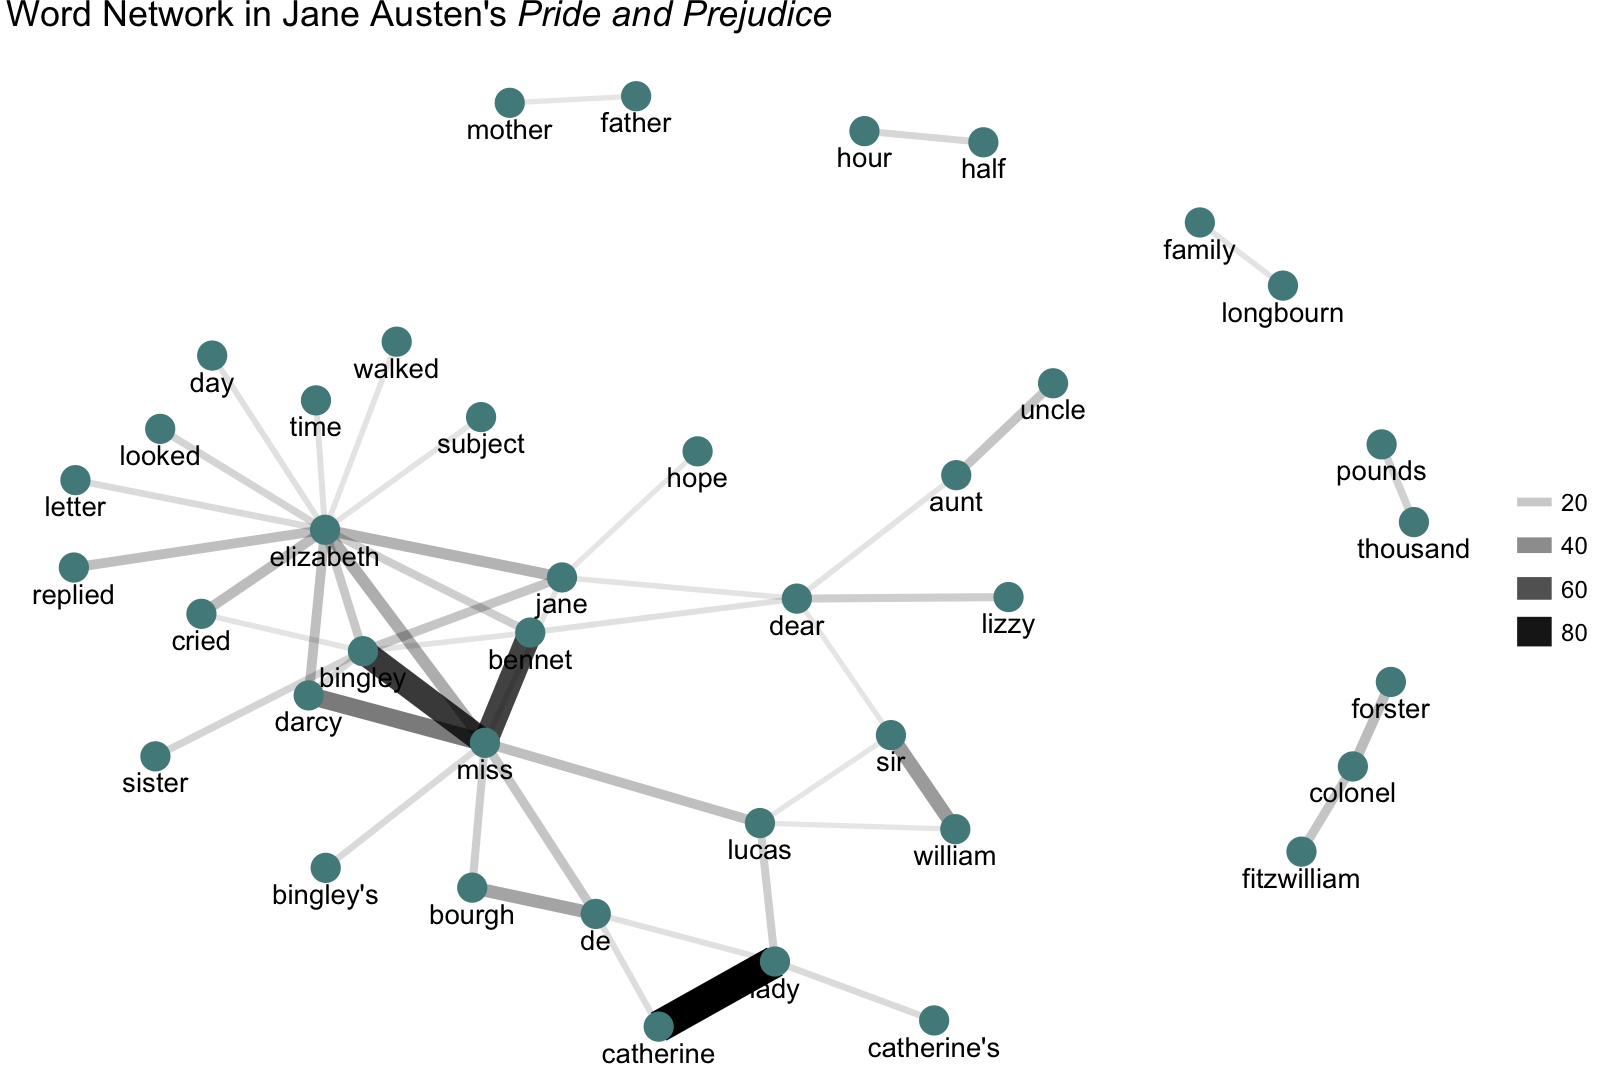 Word Network in Jane Austen's Pride and Prejudice
mother
father
hour
half
family
longbourn
day
walked
time
looked
subject
uncle
letter
hope
aunt
pounds
20
elizabeth
thousand
40
replied
jane
60
cried
dear
lizzy
80
bennet
bingley
darcy
forster
sister
miss
sir
colonel
lucas
william
bingley's
bourgh
fitzwilliam
de
lady
catherine
catherine's